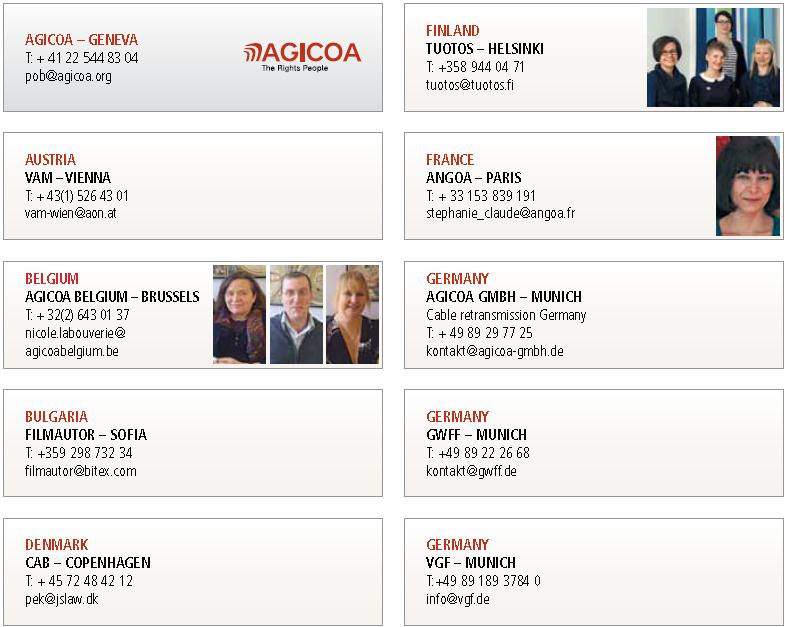 AGICOA – GENEVA
T: + 41 22 544 83 04
pob@agicoa.org
AGICOA
The Rights People
AUSTRIA
VAM – VIENNA
T: + 43(1) 526 43 01
vam-wien@aon.at
BELGIUM
AGICOA BELGIUM – BRUSSELS
T: + 32(2) 643 01 37
nicole.labouverie@
agicoabelgium.be
BULGARIA
FILMAUTOR – SOFIA
T: +359 298 732 34
filmautor@bitex.com
DENMARK
CAB – COPENHAGEN
T: + 45 72 48 42 12
pek@jslaw.dk
FINLAND
TUOTOS – HELSINKI
T: +358 944 04 71
tuotos@tuotos.fi
FRANCE
ANGOA – PARIS
T: + 33 153 839 191
stephanie_claude@angoa.fr
GERMANY
AGICOA GMBH – MUNICH
Cable retransmission Germany
T: + 49 89 29 77 25
kontakt@agicoa-gmbh.de
GERMANY
GWFF – MUNICH
T: +49 89 22 26 68
kontakt@gwff.de
GERMANY
VGF – MUNICH
T:+49 89 189 3784 0
info@vgf.de